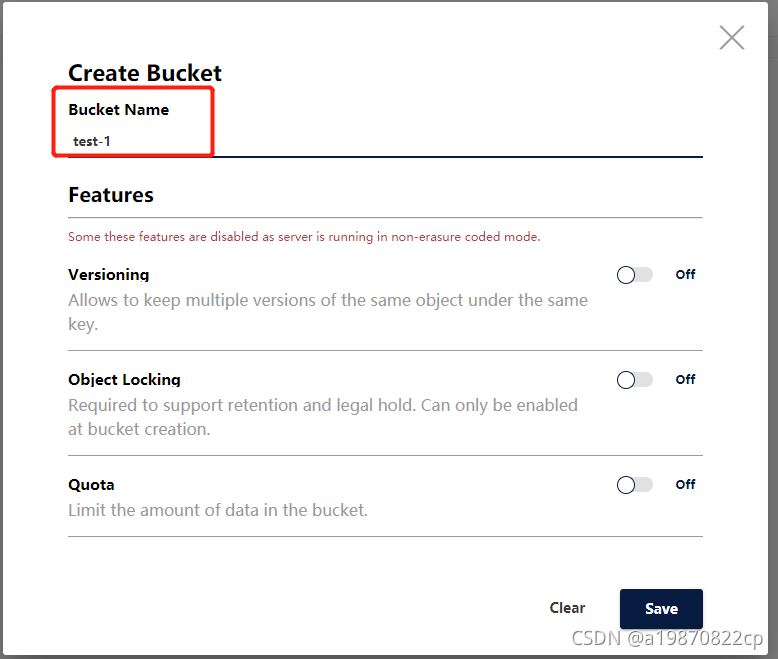 Create Bucket
Bucket Name
test-1
Features
Some these features are disabled as server is running in non-erasure coded mode.
Versioning
Off
Allows to keep multiple versions of the same object under the same
key.
Object Locking
Off
Required to support retention and legal hold. Can only be enabled
at bucket creation.
Quota
Off
Limit the amount of data in the bucket.
Clear
Save
CSDN @a19870822cp